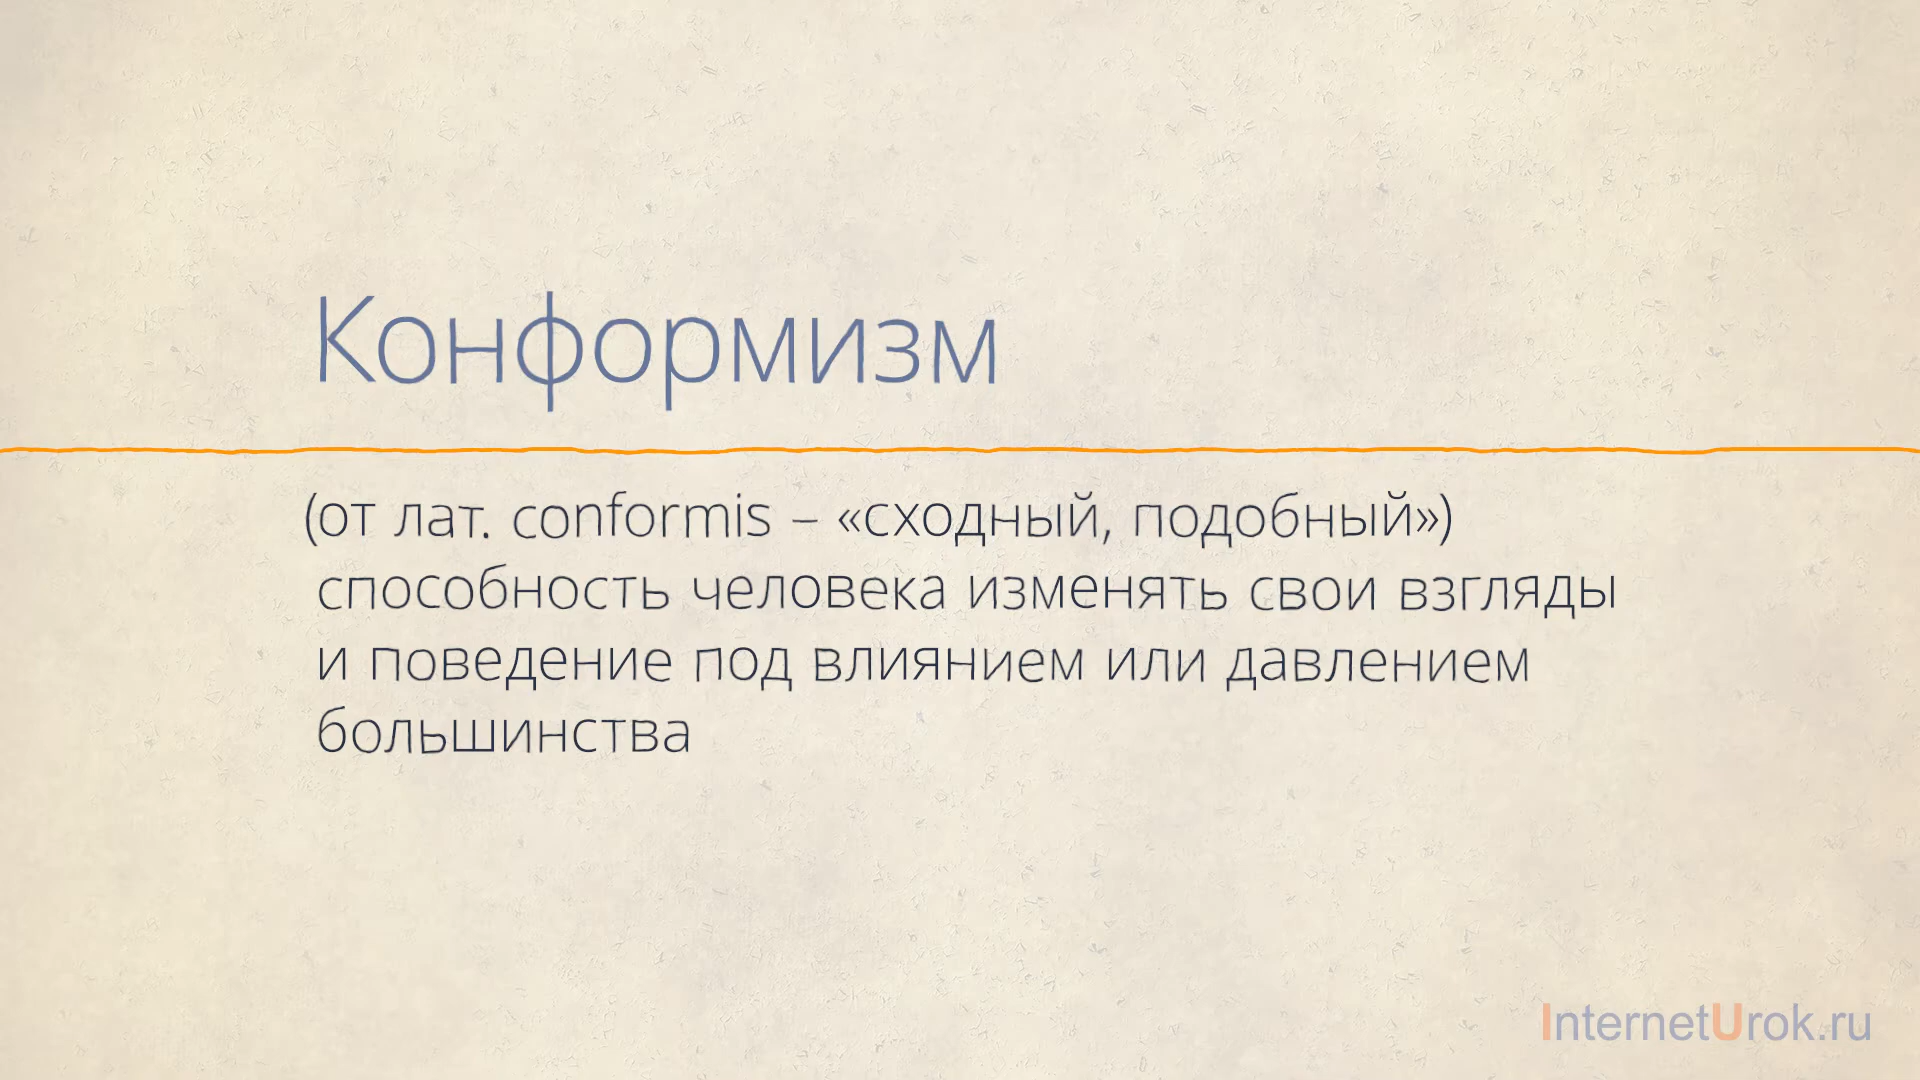 Конформизм
(от лат. conformis – «сходный, подобный»)
способность человека изменять свои взгляды
и поведение под влиянием или давлением
большинства
InternetUrok.ru